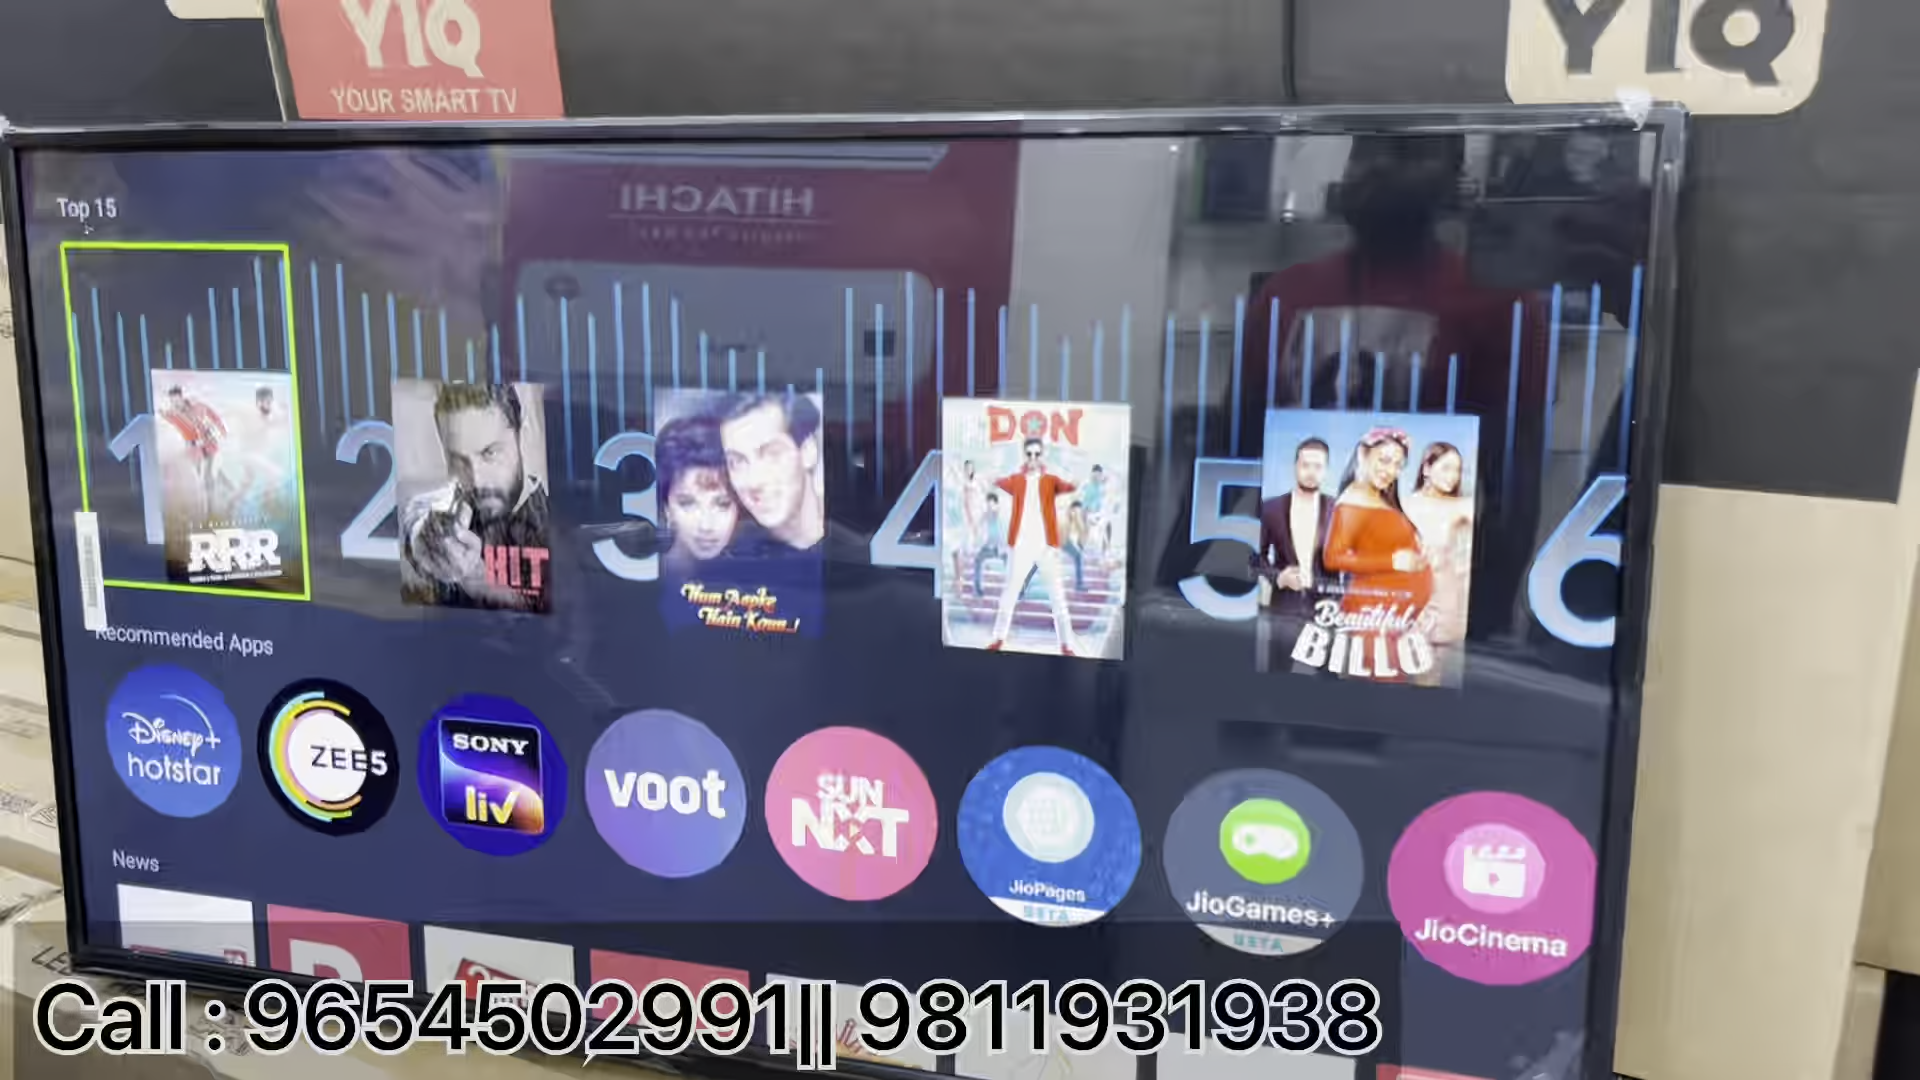 YIQ
YOUR SMART TV
YIQ
HITACHI
Top 15
1
2
3
4
5
6
RRR
HIT
Hum Aapke
Hain Koun..!
DON
Beautiful
BILLO
Recommended Apps
Disney+
hotstar
ZEE5
SONY
liv
voot
SUN
NXT
JioPages
BETA
JioGames+
BETA
JioCinema
News
Call : 9654502991|| 9811931938